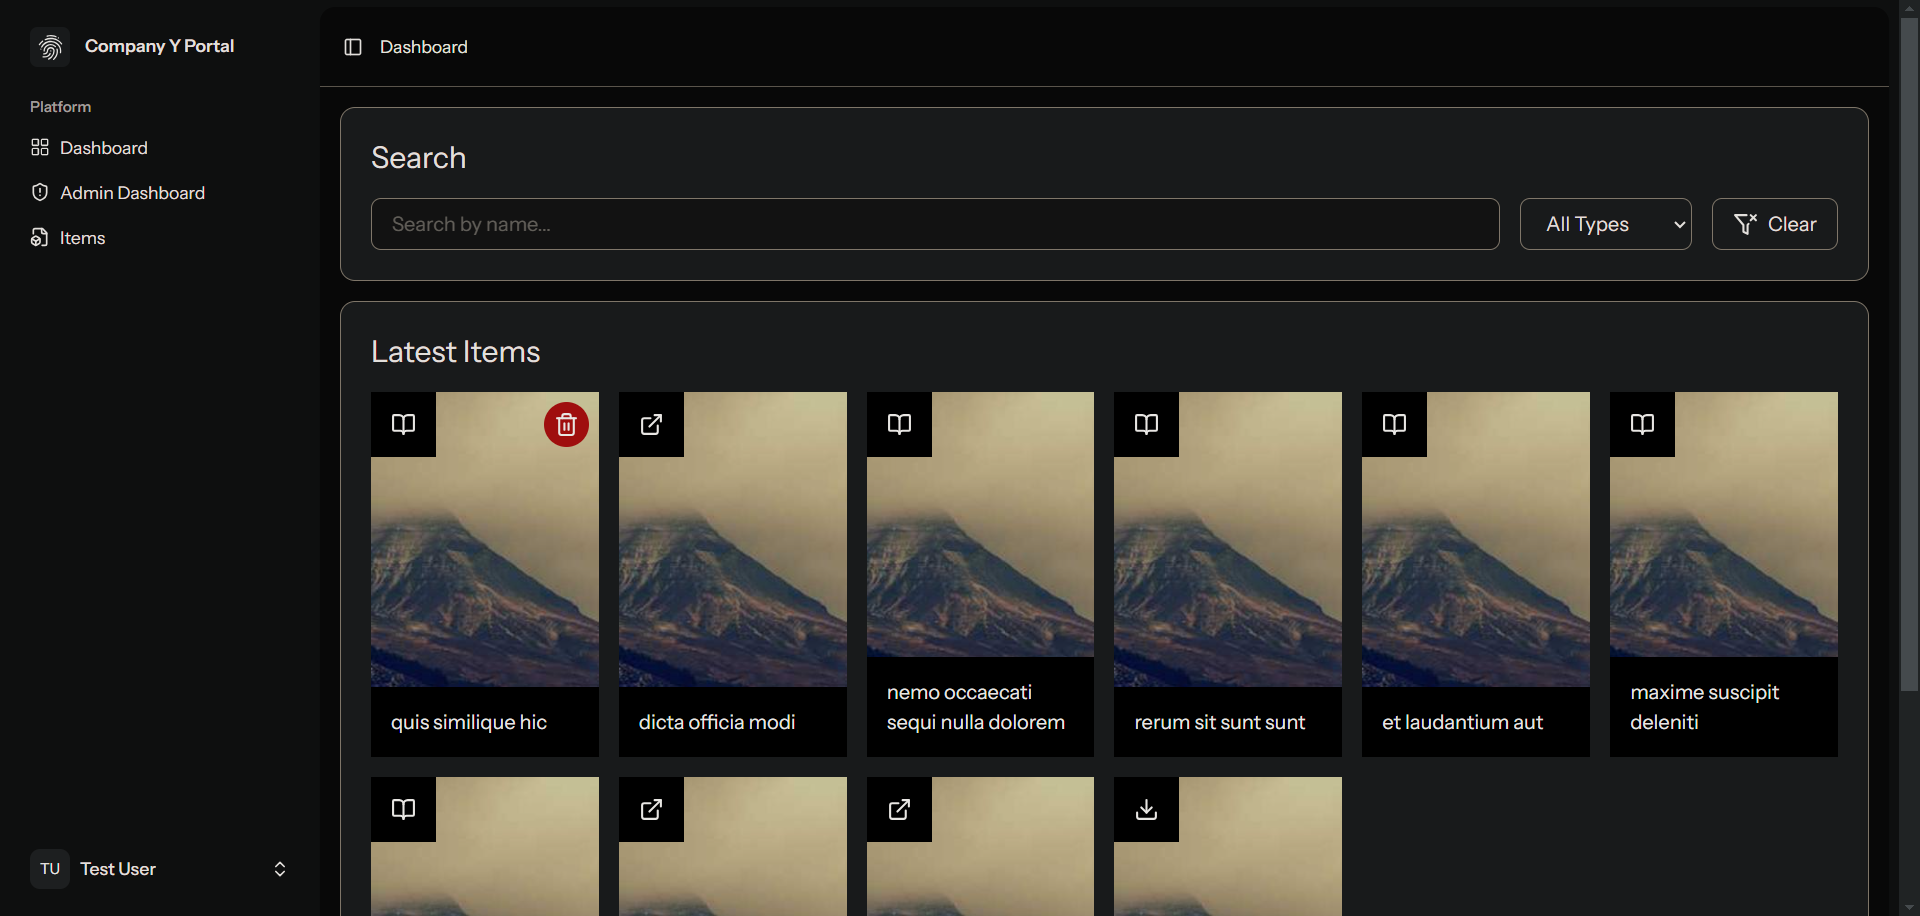 Company Y Portal
Platform
Dashboard
Admin Dashboard
Items
TU
Test User
Dashboard
Search
Search by name...
All Types
Clear
Latest Items
quis similique hic
dicta officia modi
nemo occaecati
sequi nulla dolorem
rerum sit sunt sunt
et laudantium aut
maxime suscipit
deleniti